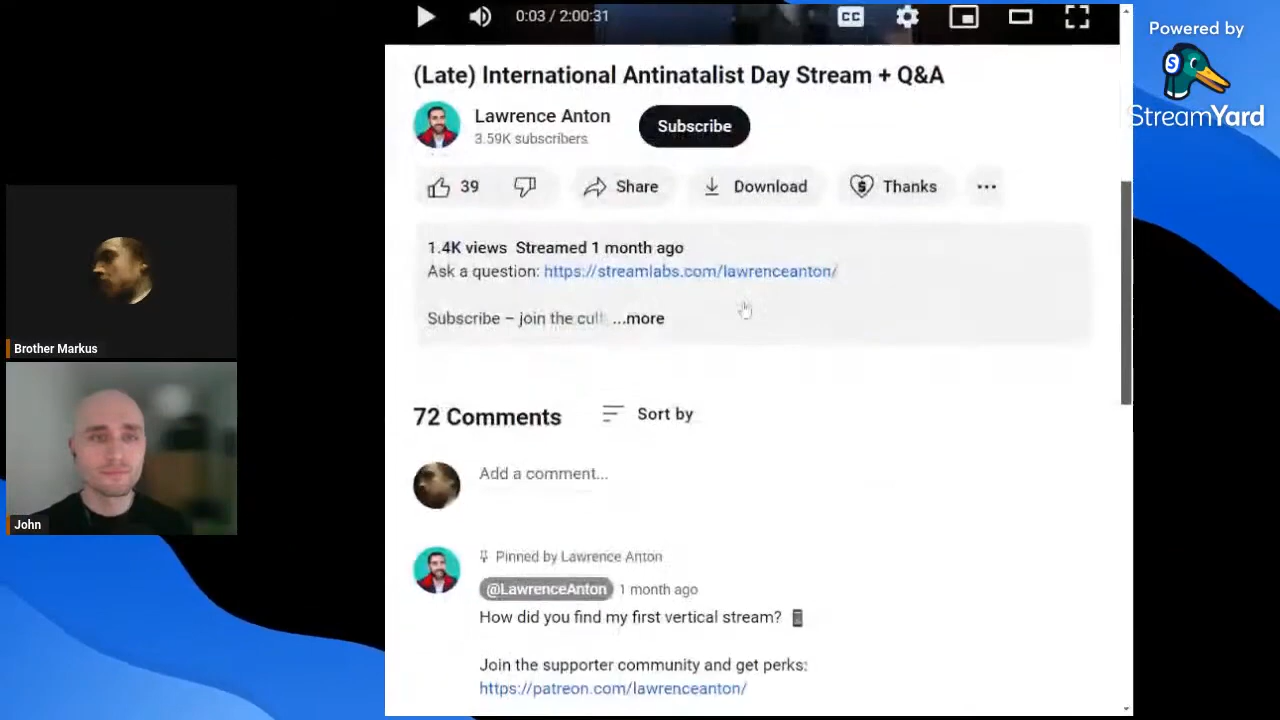 0:03 / 2:00:31
CC
Powered by
S
StreamYard
(Late) International Antinatalist Day Stream + Q&A
Lawrence Anton
3.59K subscribers
Subscribe
39
Share
Download
Thanks
...
1.4K views Streamed 1 month ago
Ask a question: https://streamlabs.com/lawrenceanton/
Subscribe – join the cult ...more
Brother Markus
John
72 Comments
Sort by
Add a comment...
Pinned by Lawrence Anton
@LawrenceAnton 1 month ago
How did you find my first vertical stream?
Join the supporter community and get perks:
https://patreon.com/lawrenceanton/